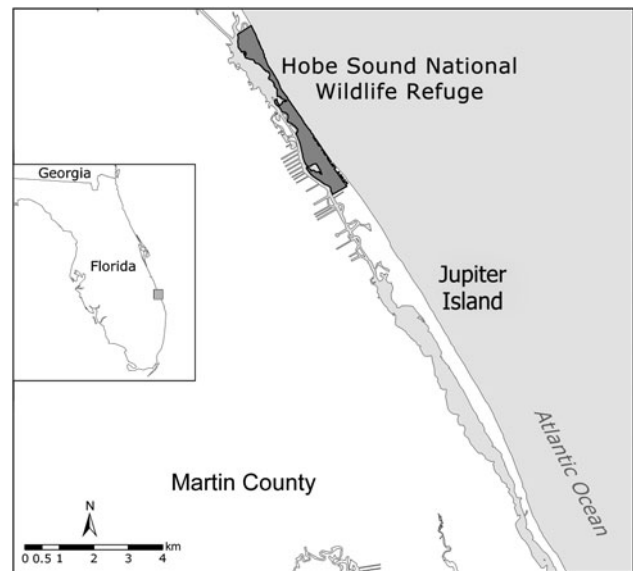 Hobe Sound National
Wildlife Refuge
Georgia
Florida
Jupiter
Island
Atlantic Ocean
Martin County
N
km
0 0.5 1 2 3 4